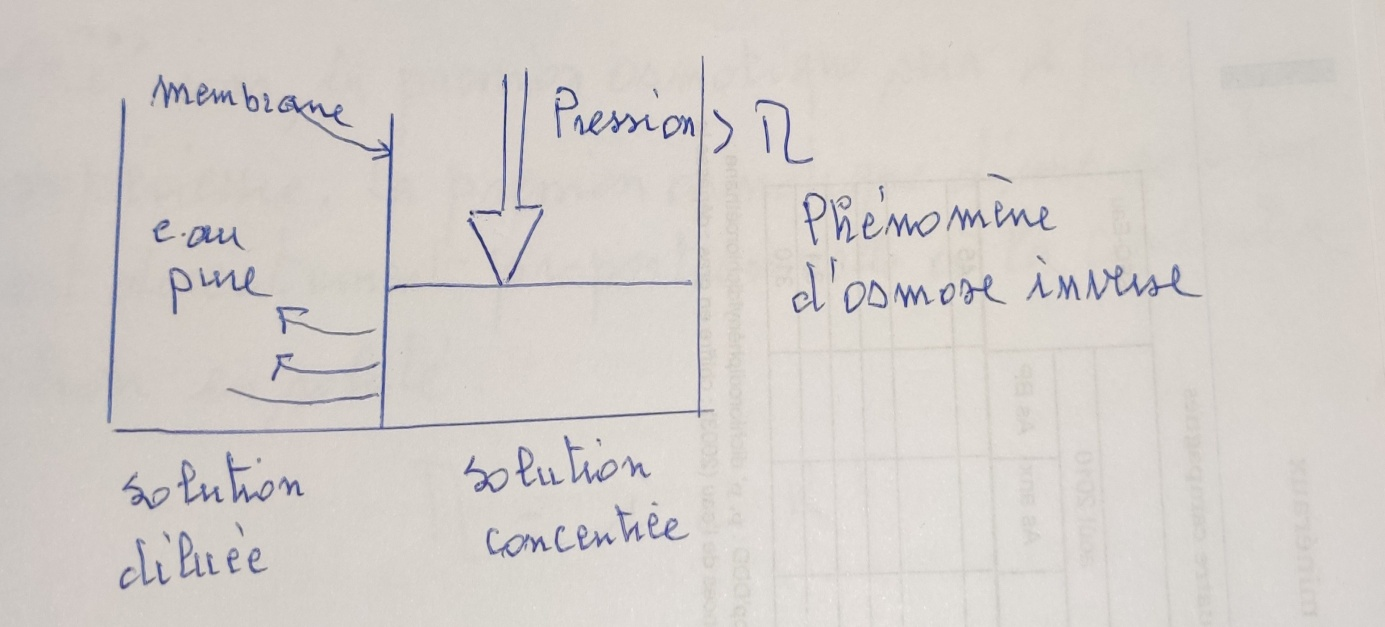 membrane
Pression > π
eau
pure
Phénomène
d'osmose inverse
solution
diluée
solution
concentrée